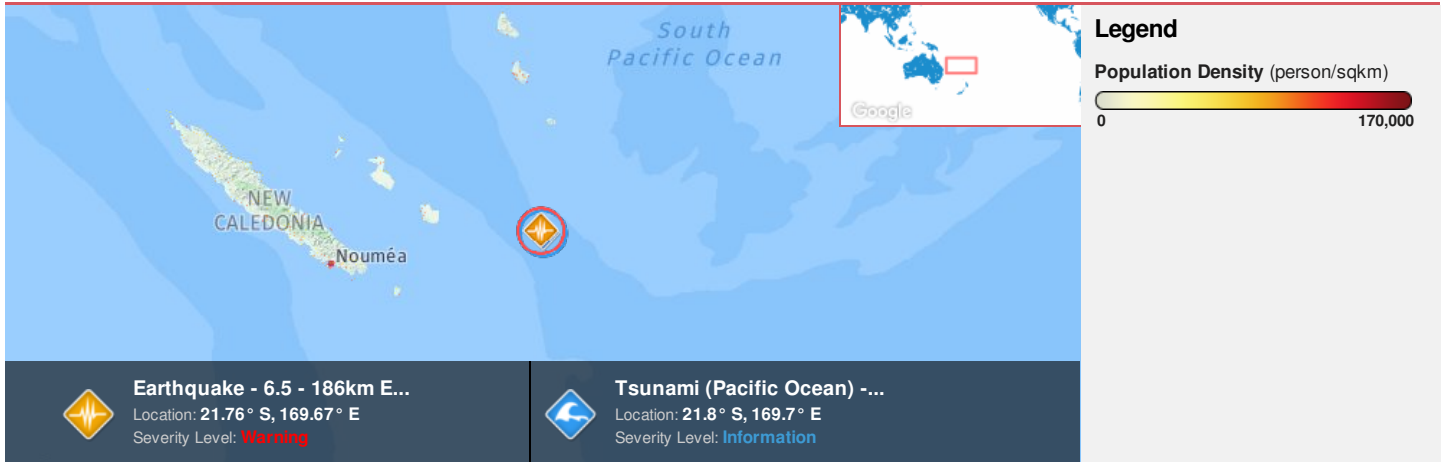 South
Pacific Ocean
NEW
CALEDONIA
Nouméa
Google
Legend
Population Density (person/sqkm)
0 170,000
Earthquake - 6.5 - 186km E...
Location: 21.76° S, 169.67° E
Severity Level: Warning
Tsunami (Pacific Ocean) -...
Location: 21.8° S, 169.7° E
Severity Level: Information